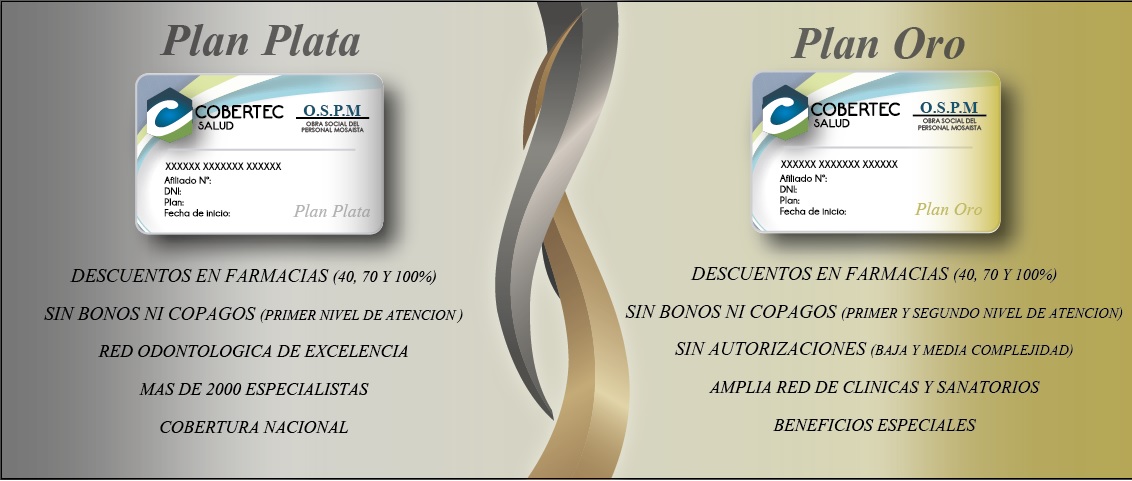 Plan Plata
COBERTEC
SALUD
O.S.P.M
OBRA SOCIAL DEL
PERSONAL MOSAISTA
XXXXXX XXXXXXX XXXXXX
Afiliado N°:
DNI:
Plan:
Fecha de inicio:
Plan Plata
DESCUENTOS EN FARMACIAS (40, 70 Y 100%)
SIN BONOS NI COPAGOS (PRIMER NIVEL DE ATENCION )
RED ODONTOLOGICA DE EXCELENCIA
MAS DE 2000 ESPECIALISTAS
COBERTURA NACIONAL
Plan Oro
COBERTEC
SALUD
O.S.P.M
OBRA SOCIAL DEL
PERSONAL MOSAISTA
XXXXXX XXXXXXX XXXXXX
Afiliado N°:
DNI:
Plan:
Fecha de inicio:
Plan Oro
DESCUENTOS EN FARMACIAS (40, 70 Y 100%)
SIN BONOS NI COPAGOS (PRIMER Y SEGUNDO NIVEL DE ATENCION)
SIN AUTORIZACIONES (BAJA Y MEDIA COMPLEJIDAD)
AMPLIA RED DE CLINICAS Y SANATORIOS
BENEFICIOS ESPECIALES